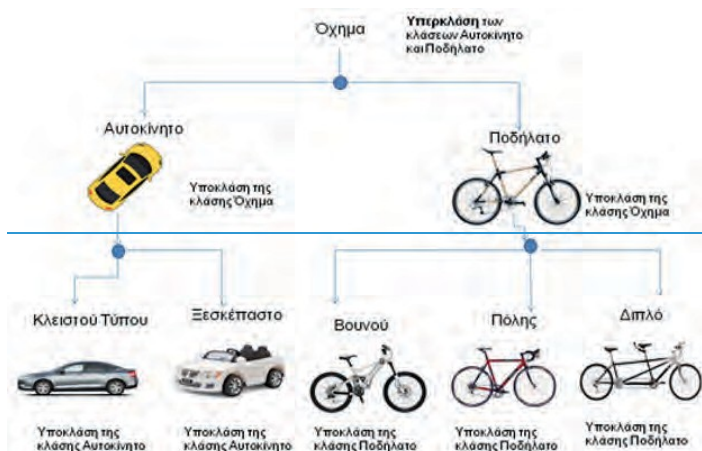 Όχημα
Υπερκλάση των
κλάσεων Αυτοκίνητο
και Ποδήλατο
Αυτοκίνητο
Ποδήλατο
Υποκλάση της
κλάσης Όχημα
Υποκλάση της
κλάσης Όχημα
Κλειστού Τύπου
Ξεσκέπαστο
Βουνού
Πόλης
Διπλό
Υποκλάση της
κλάσης Αυτοκίνητο
Υποκλάση της
κλάσης Αυτοκίνητο
Υποκλάση της
κλάσης Ποδήλατο
Υποκλάση της
κλάσης Ποδήλατο
Υποκλάση της
κλάσης Ποδήλατο